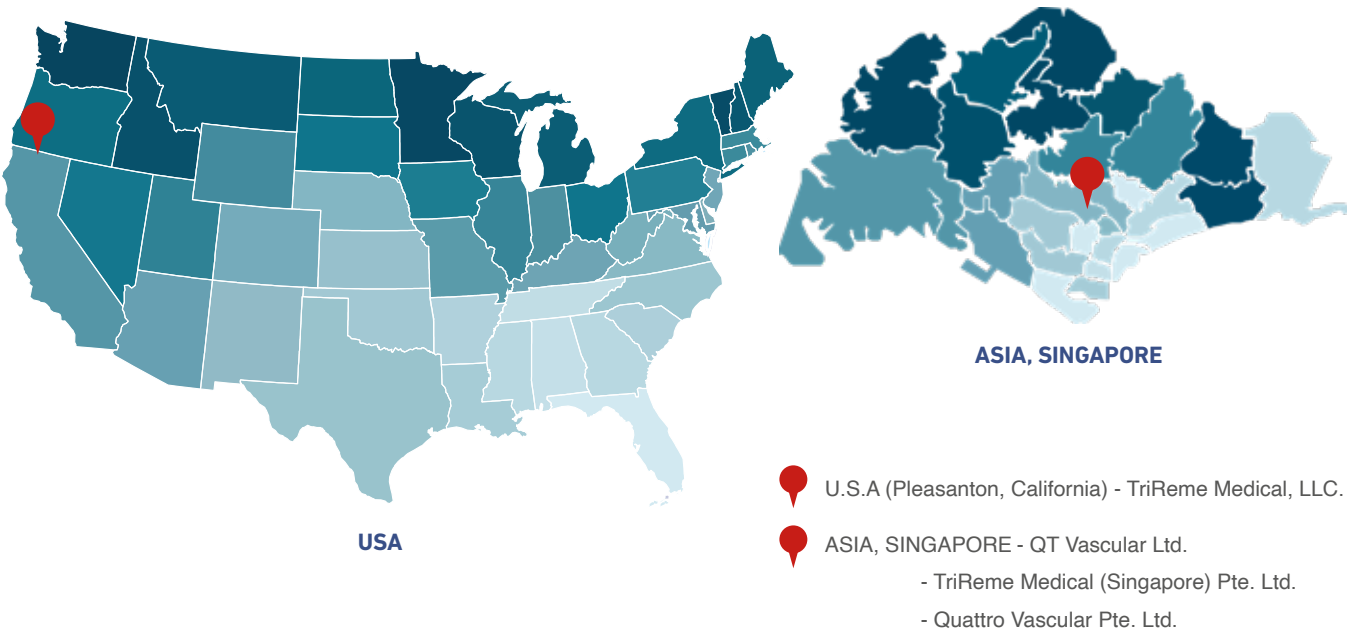 ASIA, SINGAPORE
USA
U.S.A (Pleasanton, California) - TriReme Medical, LLC.
ASIA, SINGAPORE - QT Vascular Ltd.
- TriReme Medical (Singapore) Pte. Ltd.
- Quattro Vascular Pte. Ltd.